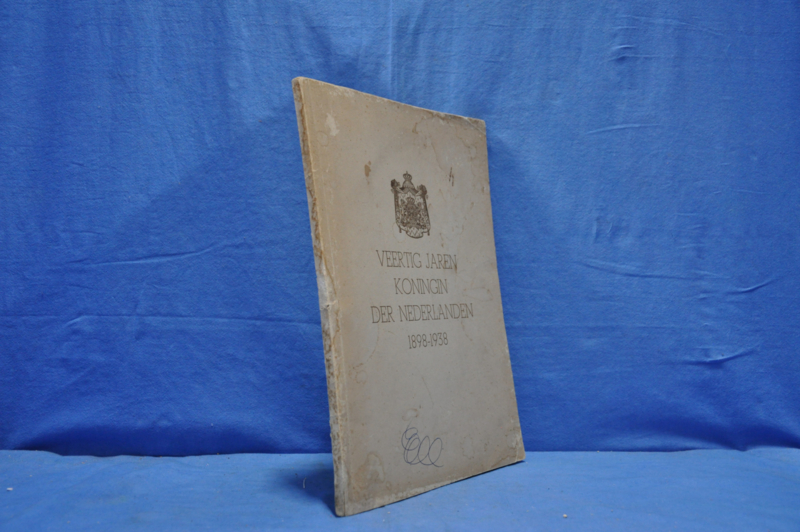 VEERTIG JAREN
KONINGIN
DER NEDERLANDEN
1898-1938